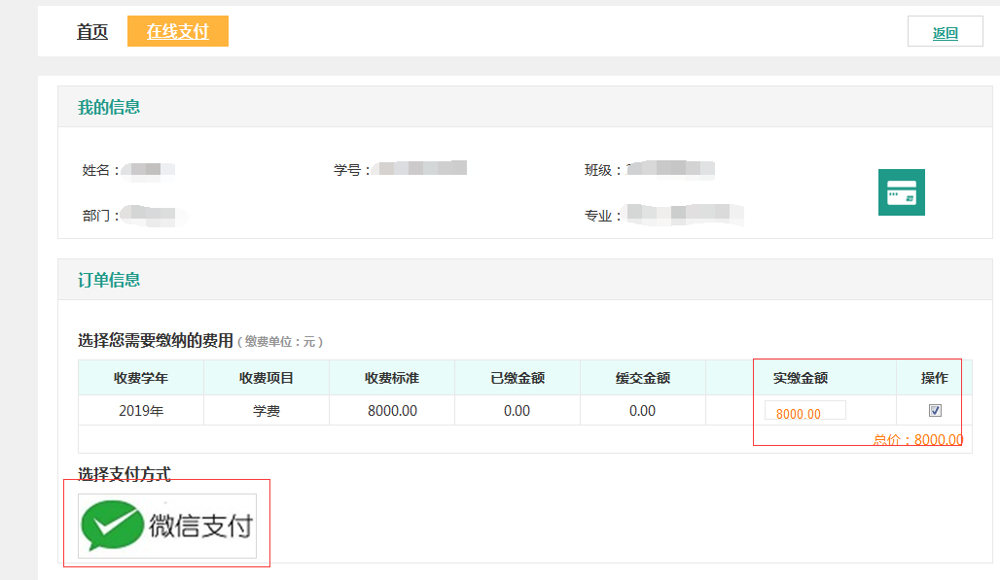 首页 在线支付 返回
我的信息
姓名： 学号： 班级：
部门： 专业：
订单信息
选择您需要缴纳的费用（缴费单位：元）
收费学年 收费项目 收费标准 已缴金额 缓交金额 实缴金额 操作
2019年 学费 8000.00 0.00 0.00 8000.00
总价：8000.00
选择支付方式
微信支付